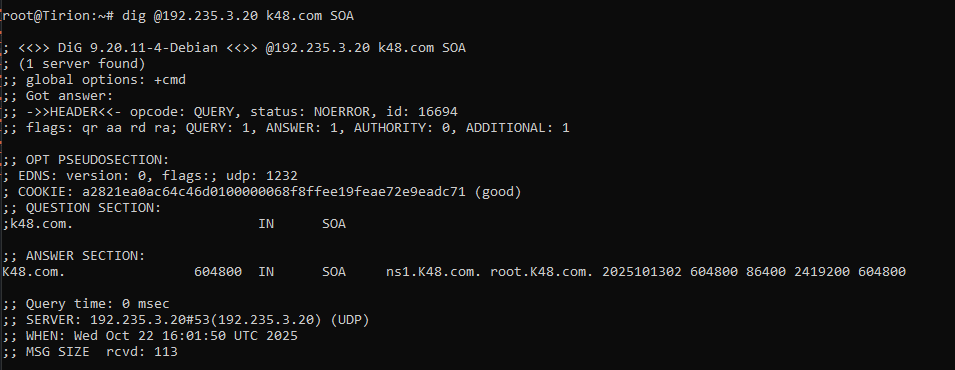 root@Tirion:~# dig @192.235.3.20 k48.com SOA
; <<>> DiG 9.20.11-4-Debian <<>> @192.235.3.20 k48.com SOA
; (1 server found)
;; global options: +cmd
;; Got answer:
;; ->>HEADER<<- opcode: QUERY, status: NOERROR, id: 16694
;; flags: qr aa rd ra; QUERY: 1, ANSWER: 1, AUTHORITY: 0, ADDITIONAL: 1
;; OPT PSEUDOSECTION:
; EDNS: version: 0, flags:; udp: 1232
; COOKIE: a2821ea0ac64c46d0100000068f8ffee19feae72e9eadc71 (good)
;; QUESTION SECTION:
;k48.com. IN SOA
;; ANSWER SECTION:
K48.com. 604800 IN SOA ns1.K48.com. root.K48.com. 2025101302 604800 86400 2419200 604800
;; Query time: 0 msec
;; SERVER: 192.235.3.20#53(192.235.3.20) (UDP)
;; WHEN: Wed Oct 22 16:01:50 UTC 2025
;; MSG SIZE rcvd: 113